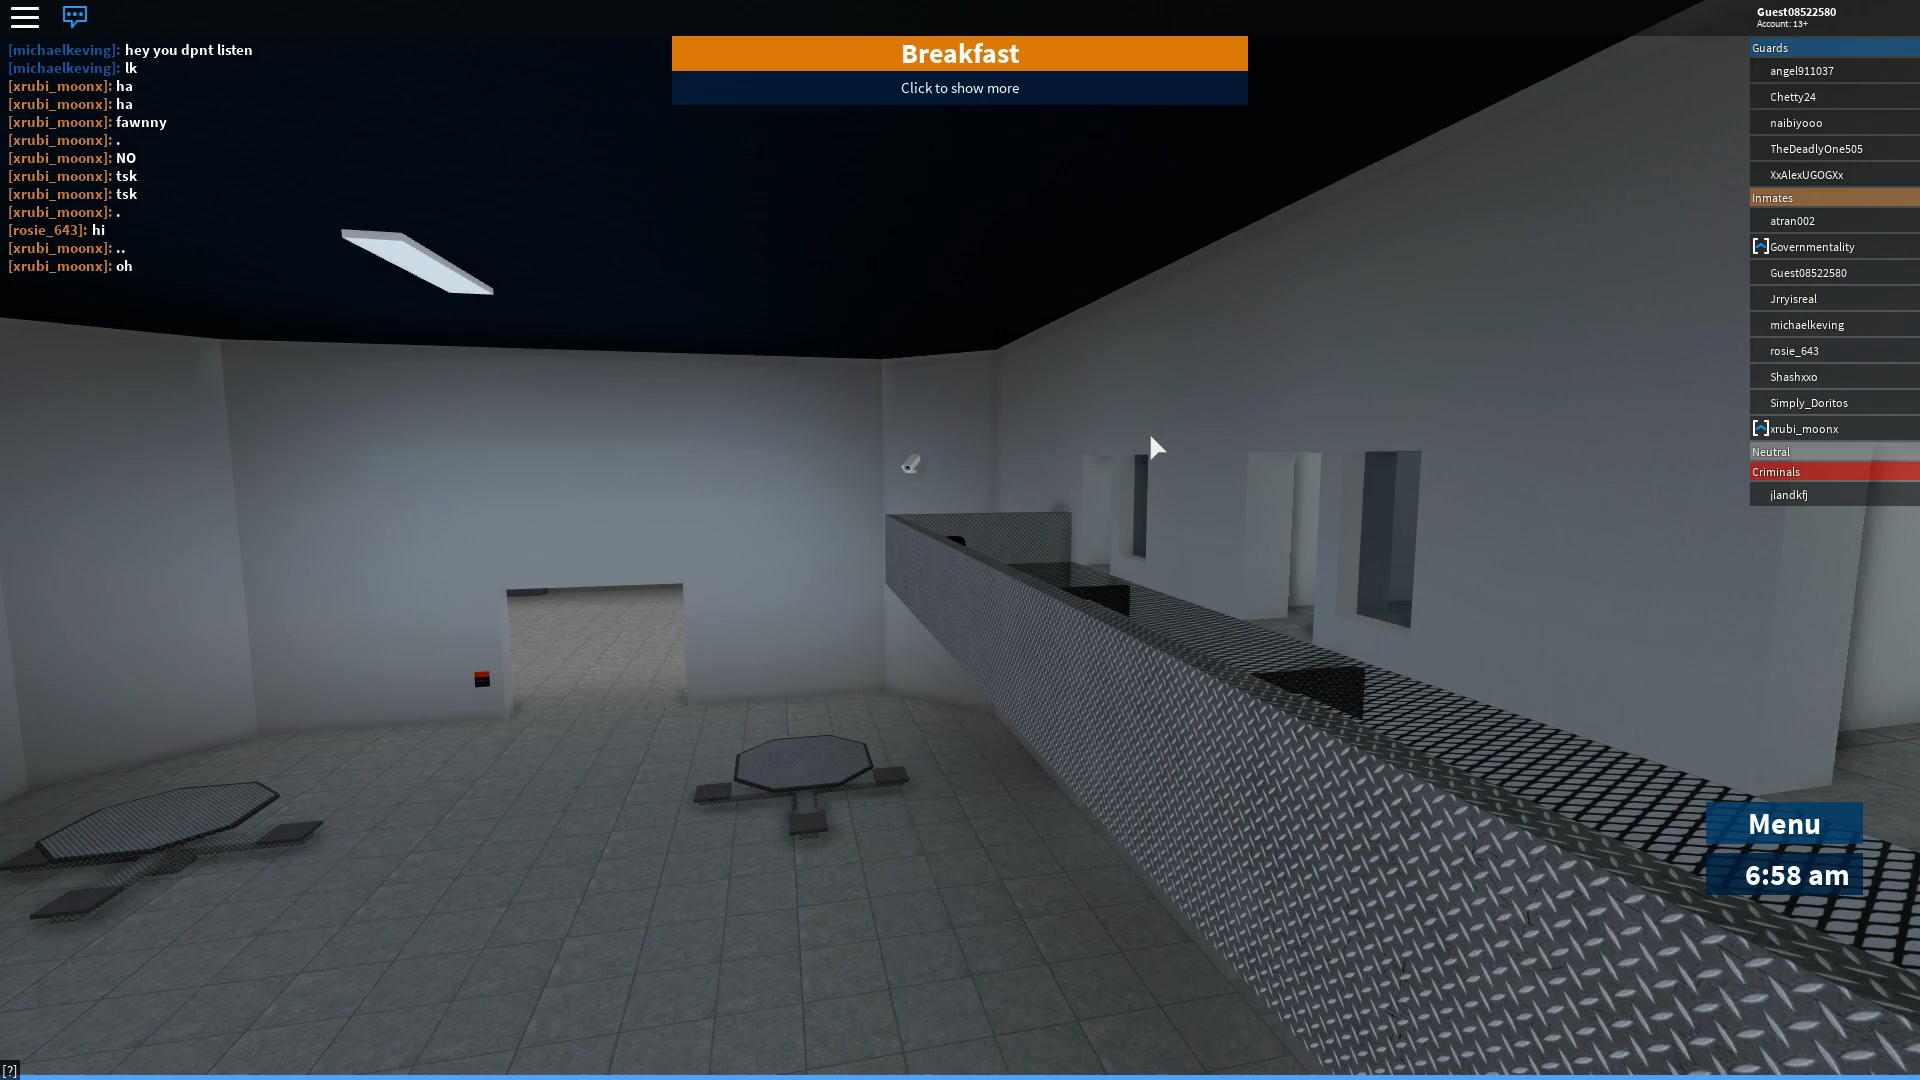 [michaelkeving]: hey you dpnt listen
[michaelkeving]: lk
[xrubi_moonx]: ha
[xrubi_moonx]: ha
[xrubi_moonx]: fawnny
[xrubi_moonx]: .
[xrubi_moonx]: NO
[xrubi_moonx]: tsk
[xrubi_moonx]: tsk
[xrubi_moonx]: .
[rosie_643]: hi
[xrubi_moonx]: ..
[xrubi_moonx]: oh
Breakfast
Click to show more
Guest08522580
Account: 13+
Guards
angel911037
Chetty24
naibiyooo
TheDeadlyOne505
XxAlexUGOGXx
Inmates
atran002
Governmentality
Guest08522580
Jrryisreal
michaelkeving
rosie_643
Shashxxo
Simply_Doritos
xrubi_moonx
Neutral
Criminals
jlandkfj
Menu
6:58 am
[?]